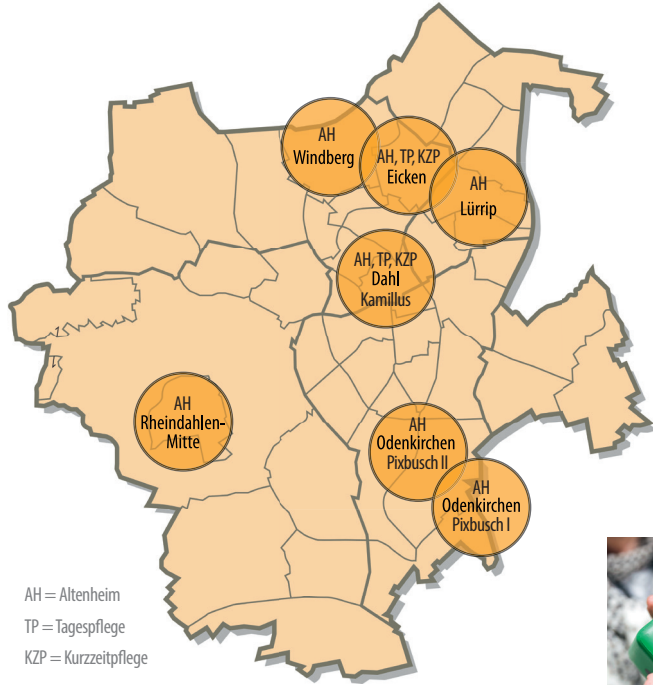 AH
Windberg
AH, TP, KZP
Eicken
AH
Lürrip
AH, TP, KZP
Dahl
Kamillus
AH
Rheindahlen-
Mitte
AH
Odenkirchen
Pixbusch II
AH
Odenkirchen
Pixbusch I
AH = Altenheim
TP = Tagespflege
KZP = Kurzzeitpflege